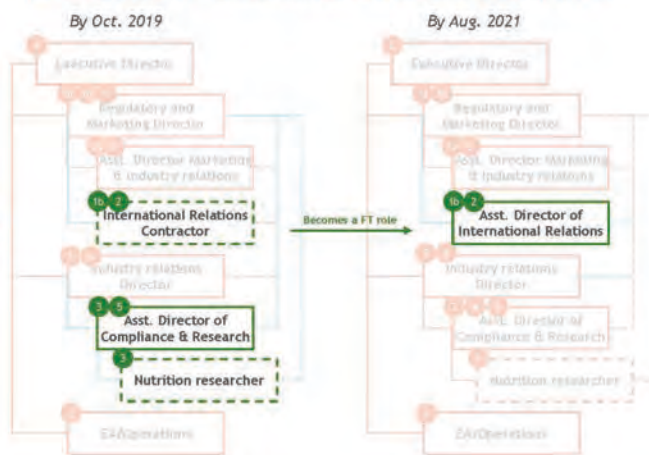 By Oct. 2019
Executive Director
Regulatory and
Marketing Director
Asst. Director Marketing
& Industry relations
1b 2
International Relations
Contractor
Industry relations
Director
3 5
Asst. Director of
Compliance & Research
3
Nutrition researcher
EA/Operations
Becomes a FT role
By Aug. 2021
Executive Director
Regulatory and
Marketing Director
Asst. Director Marketing
& Industry relations
1b 2
Asst. Director of
International Relations
Industry relations
Director
Asst. Director of
Compliance & Research
Nutrition researcher
EA/Operations